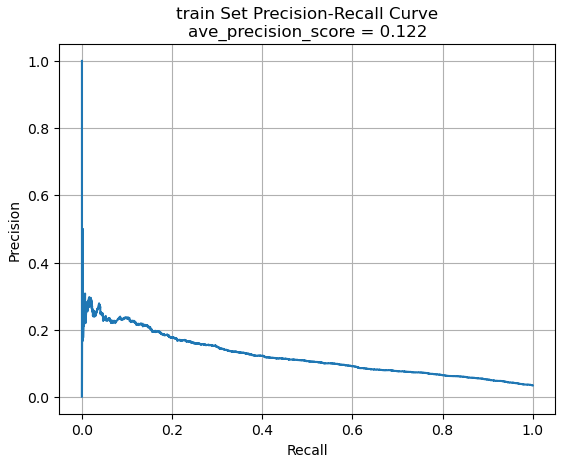 train Set Precision-Recall Curve
ave_precision_score = 0.122
1.0
0.8
0.6
0.4
0.2
0.0
Precision
0.0 0.2 0.4 0.6 0.8 1.0
Recall